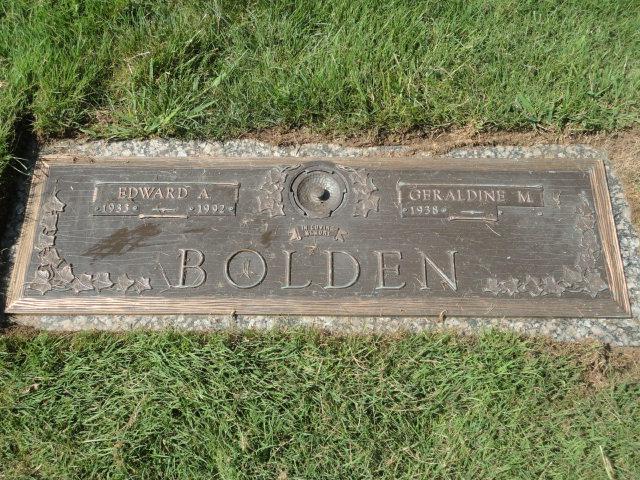 EDWARD A.
1933 1992
GERALDINE M.
1938
IN LOVING
MEMORY
BOLDEN